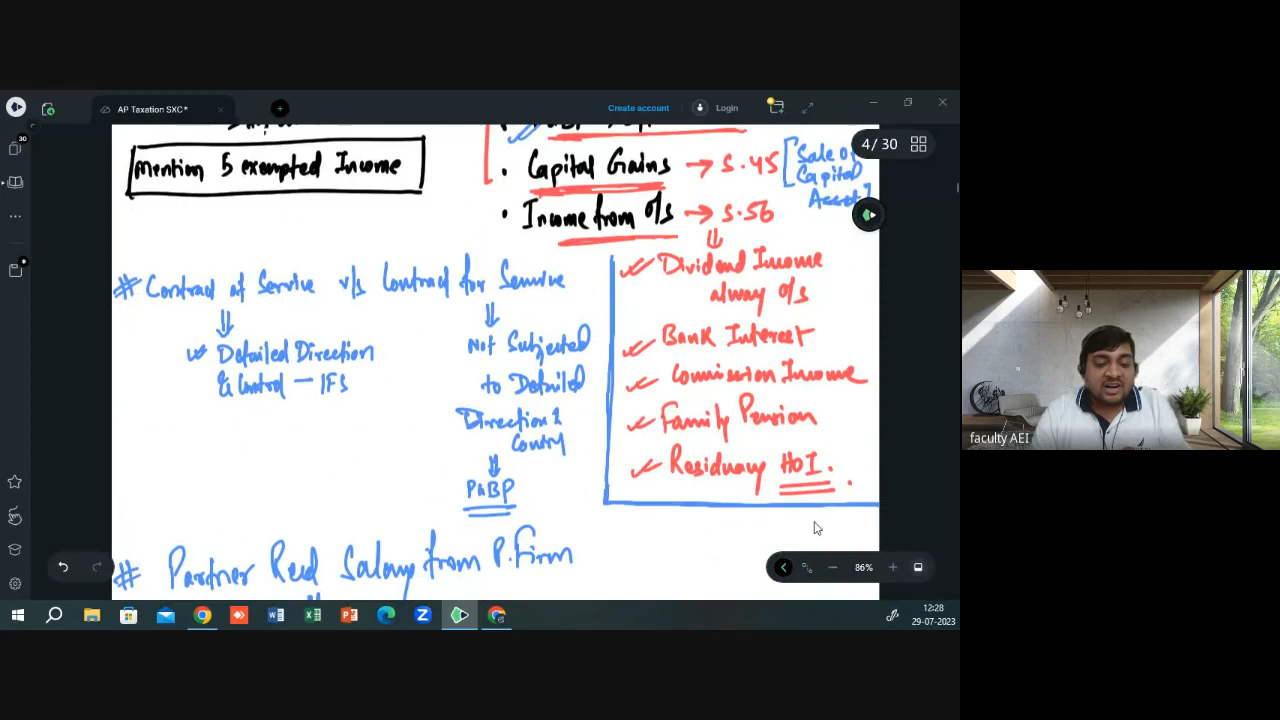 AP Taxation SXC*
Create account
Login
30
4 / 30
Mention 5 exempted Income
• Capital Gains → S.45
[Sale of
Capital
Asset]
• Income from O/S → S.56
Dividend Income
alway O/S
Bank Interest
Comission Income
Family Pension
Residuary HOI.
# Contract of Service v/s Contract for Service
Detailed Direction
& Control — IFS
Not Subjected
to Detailed
Direction &
PGBP
# Partner Recd Salary from P. Firm
86%
12:28
29-07-2023
faculty AEI